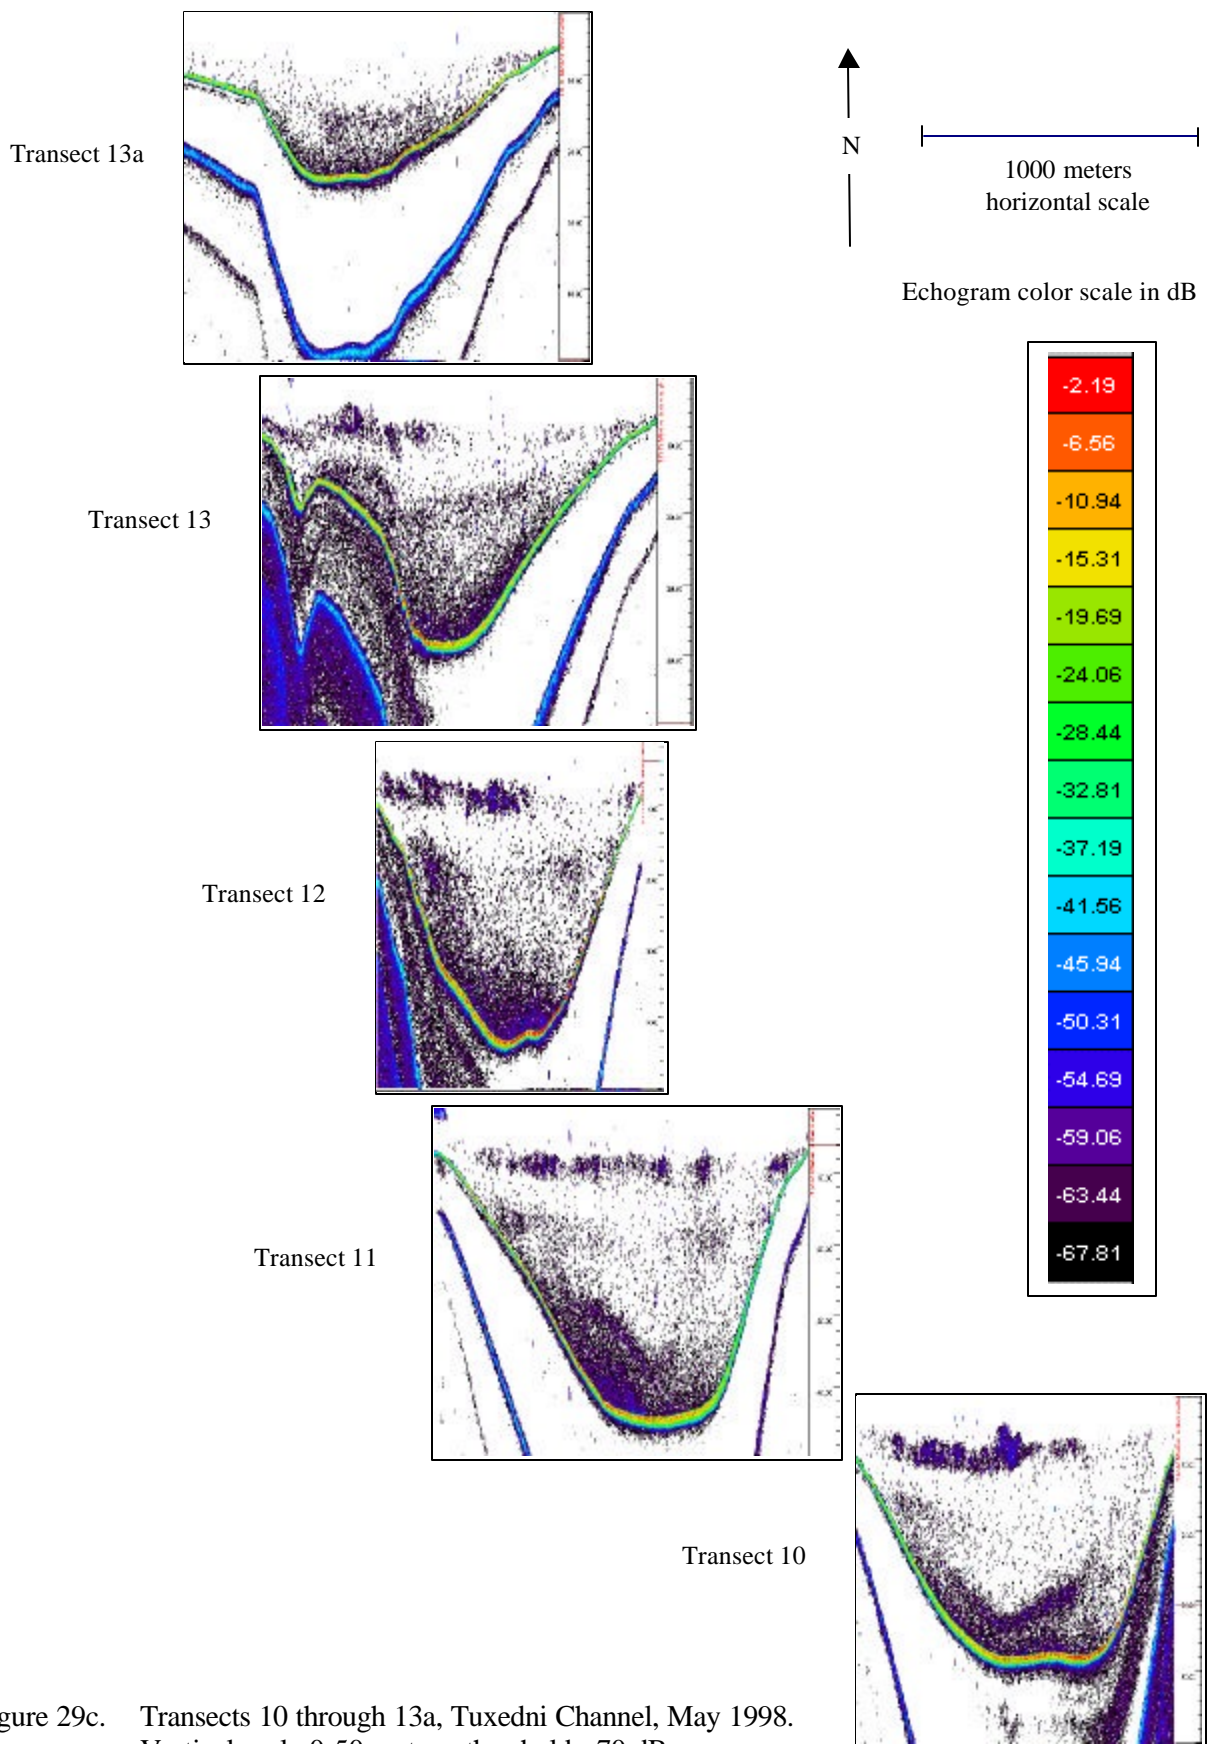 Transect 13a
N
1000 meters
horizontal scale
Echogram color scale in dB
-2.19
-6.56
-10.94
-15.31
-19.69
-24.06
-28.44
-32.81
-37.19
-41.56
-45.94
-50.31
-54.69
-59.06
-63.44
-67.81
Transect 13
Transect 12
Transect 11
Transect 10
gure 29c. Transects 10 through 13a, Tuxedni Channel, May 1998.